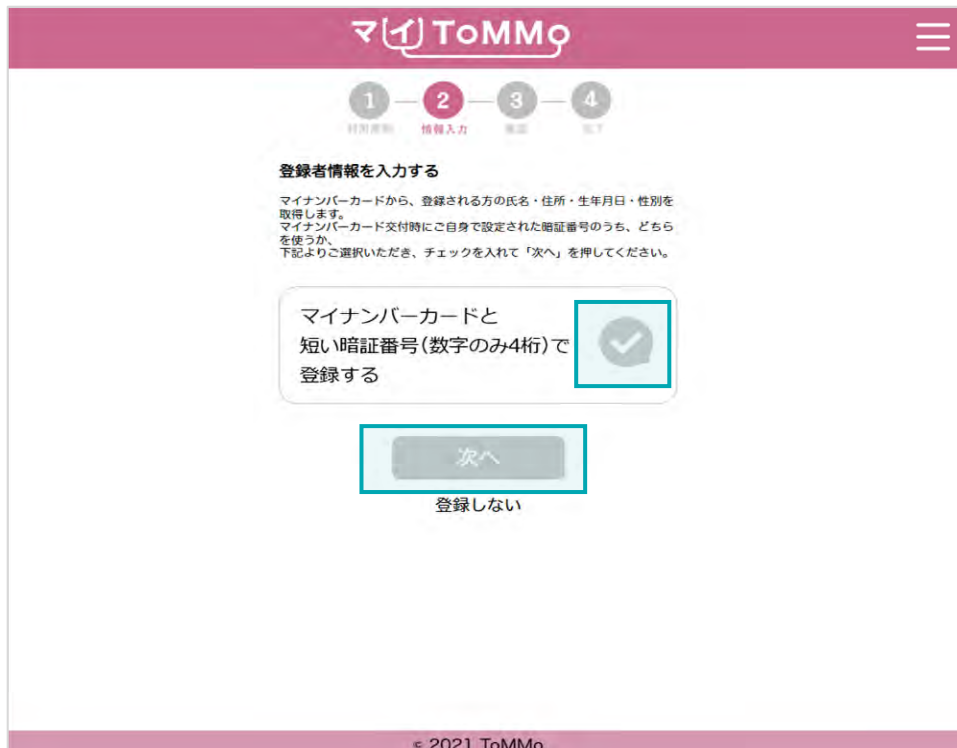 マイ ToMMo
1 2 3 4
情報入力 確認 完了
登録者情報を入力する
マイナンバーカードから、登録される方の氏名・住所・生年月日・性別を
取得します。
マイナンバーカード交付時にご自身で設定された暗証番号のうち、どちら
を使うか、
下記よりご選択いただき、チェックを入れて「次へ」を押してください。
マイナンバーカードと
短い暗証番号(数字のみ4桁)で
登録する
次へ
登録しない
© 2021 ToMMo